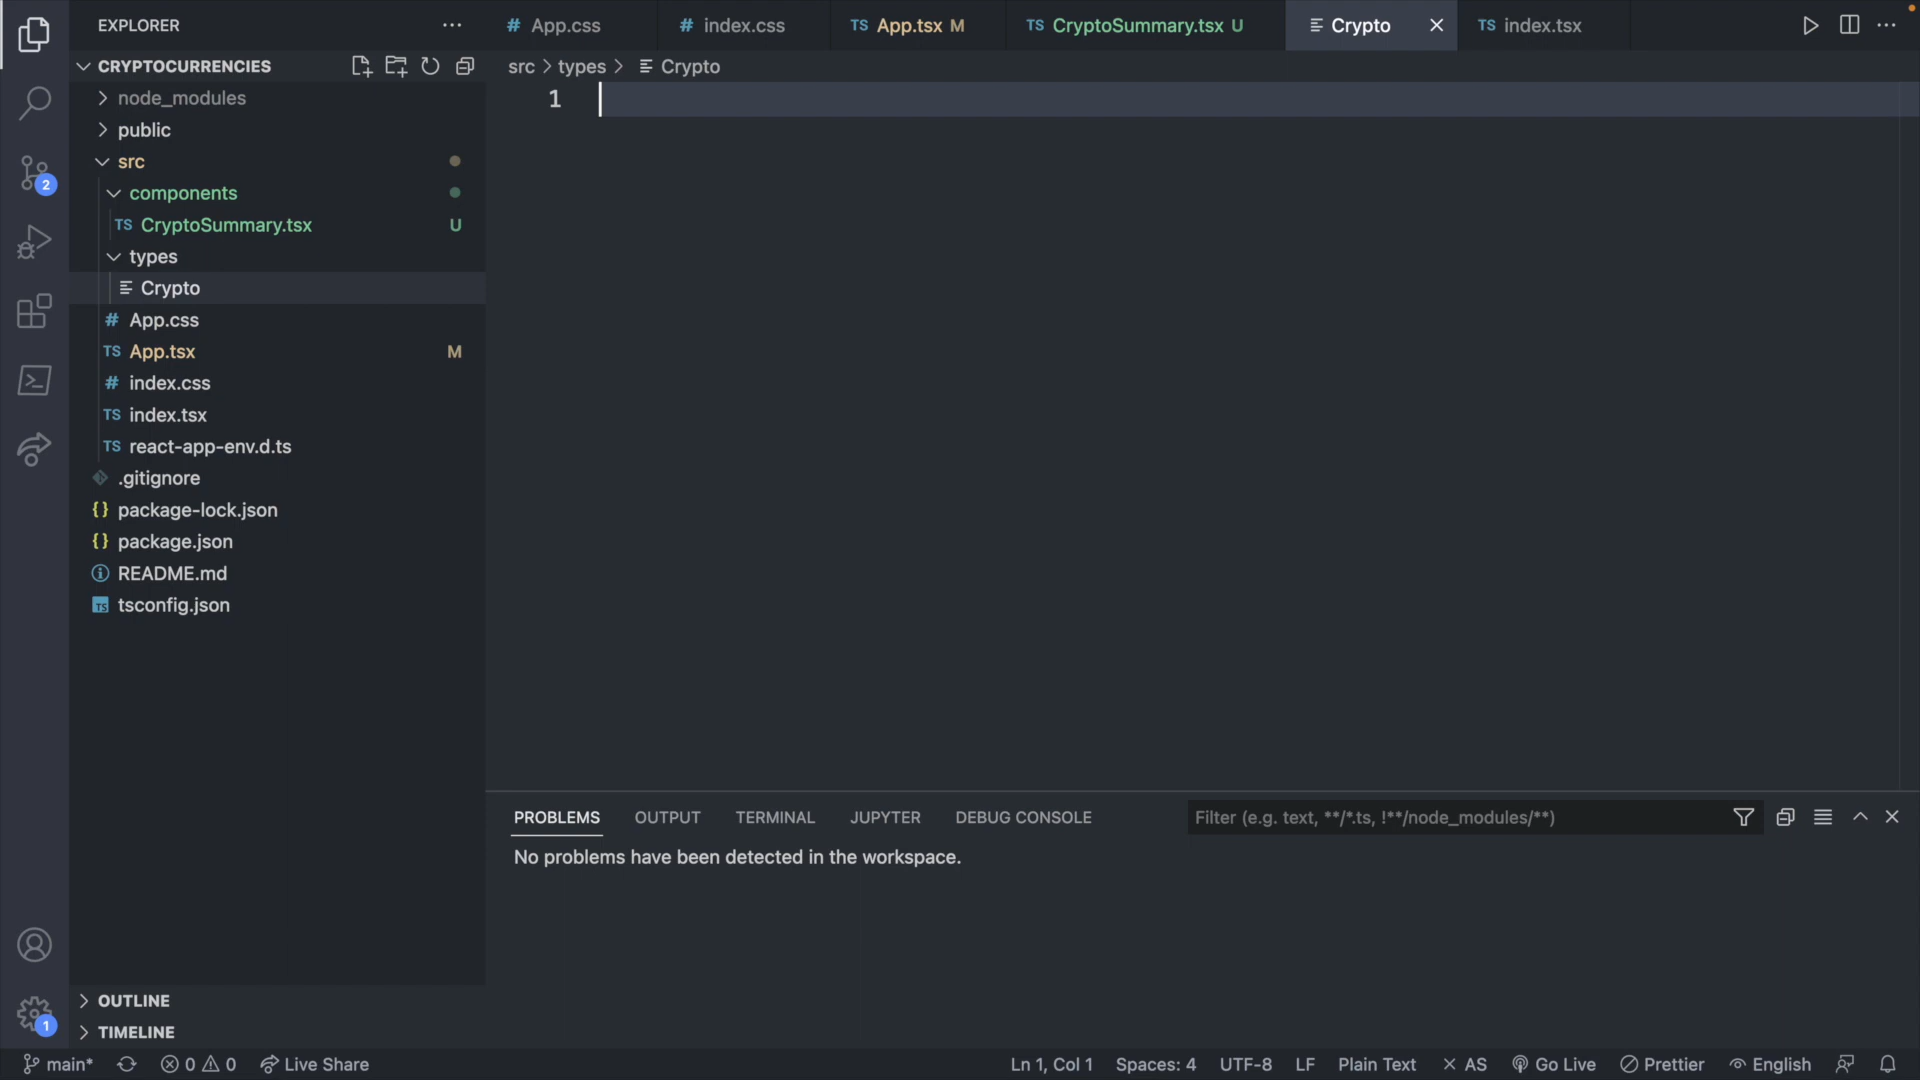 EXPLORER
# App.css
# index.css
TS App.tsx M
TS CryptoSummary.tsx U
Crypto
TS index.tsx
CRYPTOCURRENCIES
src > types > Crypto
1
node_modules
public
src
components
TS CryptoSummary.tsx U
types
Crypto
# App.css
TS App.tsx M
# index.css
TS index.tsx
TS react-app-env.d.ts
.gitignore
{} package-lock.json
{} package.json
README.md
TS tsconfig.json
2
PROBLEMS OUTPUT TERMINAL JUPYTER DEBUG CONSOLE
Filter (e.g. text, **/*.ts, !**/node_modules/**)
No problems have been detected in the workspace.
OUTLINE
TIMELINE
1
main* 0 0 Live Share
Ln 1, Col 1 Spaces: 4 UTF-8 LF Plain Text × AS Go Live Prettier English